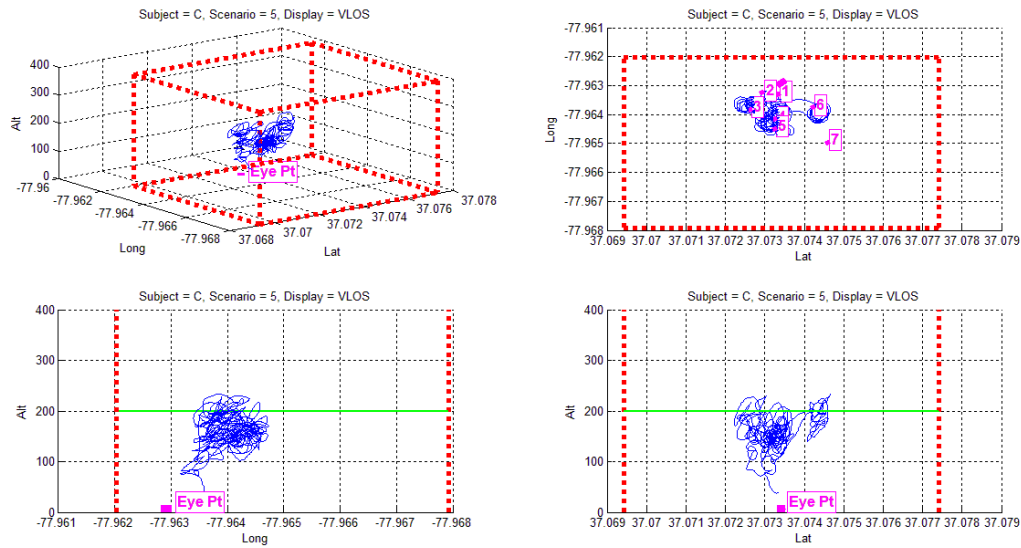 Subject = C, Scenario = 5, Display = VLOS
400
300
200
100
0
Alt
-77.96
-77.962
-77.964
-77.966
-77.968
Long
37.068
37.07
37.072
37.074
37.076
37.078
Lat
Eye Pt
Subject = C, Scenario = 5, Display = VLOS
-77.961
-77.962
-77.963
-77.964
-77.965
-77.966
-77.967
-77.968
Long
2
1
3
4
5
6
7
37.069 37.07 37.071 37.072 37.073 37.074 37.075 37.076 37.077 37.078 37.079
Lat
Subject = C, Scenario = 5, Display = VLOS
400
300
200
100
0
Alt
Eye Pt
-77.961 -77.962 -77.963 -77.964 -77.965 -77.966 -77.967 -77.968
Long
Subject = C, Scenario = 5, Display = VLOS
400
300
200
100
0
Alt
Eye Pt
37.069 37.07 37.071 37.072 37.073 37.074 37.075 37.076 37.077 37.078 37.079
Lat